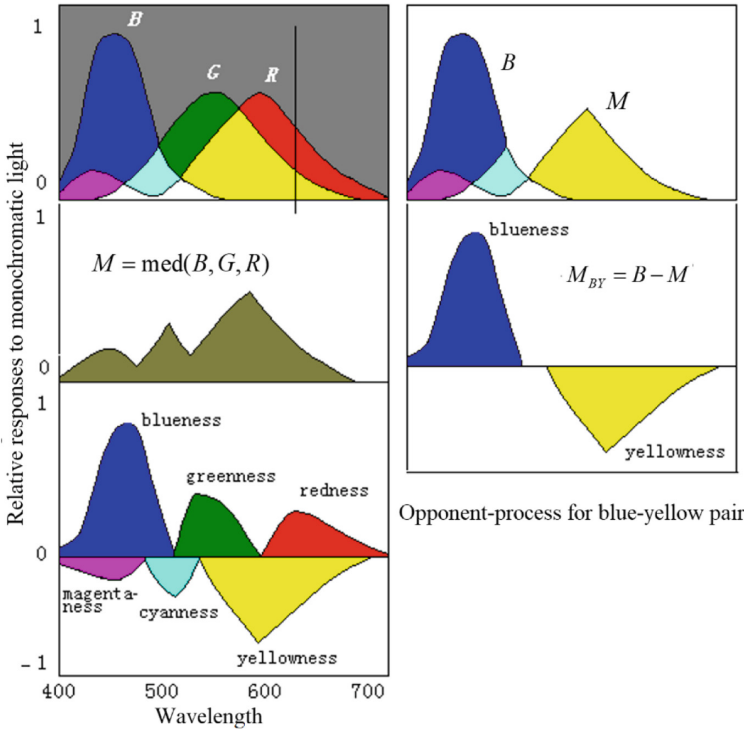 1
B
G
R
0
1
M = med(B, G, R)
0
1
blueness
greenness
redness
0
magenta-
ness
cyanness
yellowness
- 1
400 500 600 700
Wavelength
Relative responses to monochromatic light
B
M
blueness
M_BY = B − M
yellowness
Opponent-process for blue-yellow pair